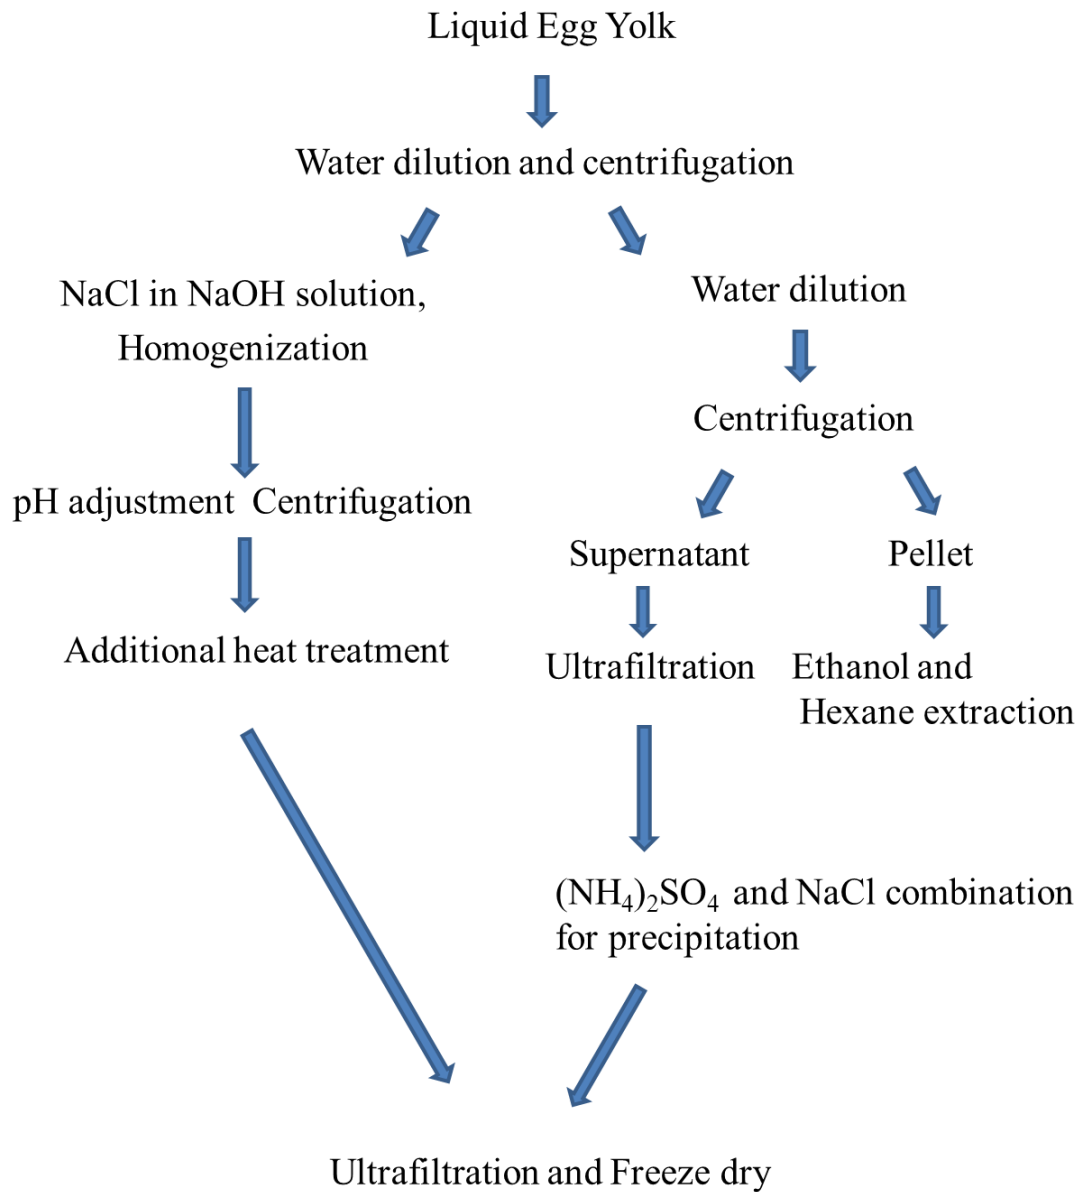 Liquid Egg Yolk
Water dilution and centrifugation
NaCl in NaOH solution,
Homogenization
pH adjustment  Centrifugation
Additional heat treatment
Water dilution
Centrifugation
Supernatant
Pellet
Ultrafiltration
Ethanol and
Hexane extraction
(NH₄)₂SO₄ and NaCl combination
for precipitation
Ultrafiltration and Freeze dry